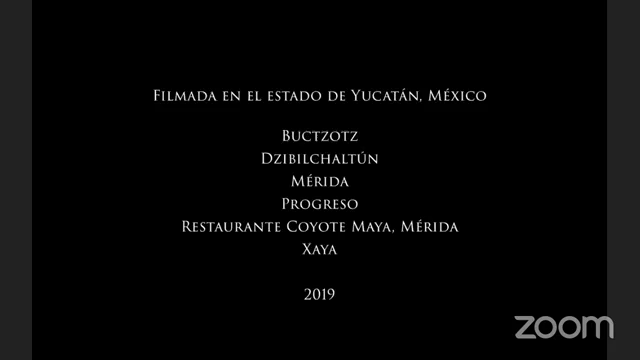 Filmada en el estado de Yucatán, México
Buctzotz
Dzibilchaltún
Mérida
Progreso
Restaurante Coyote Maya, Mérida
Xaya
2019
zoom